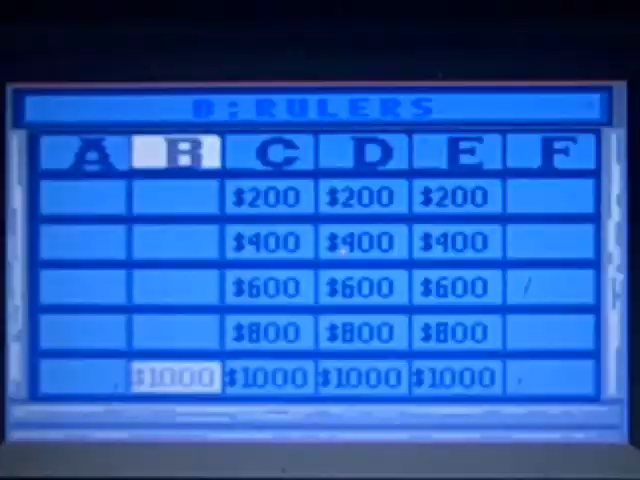 B:RULERS
A B C D E F
$200 $200 $200
$400 $400 $400
$600 $600 $600
$800 $800 $800
$1000 $1000 $1000 $1000